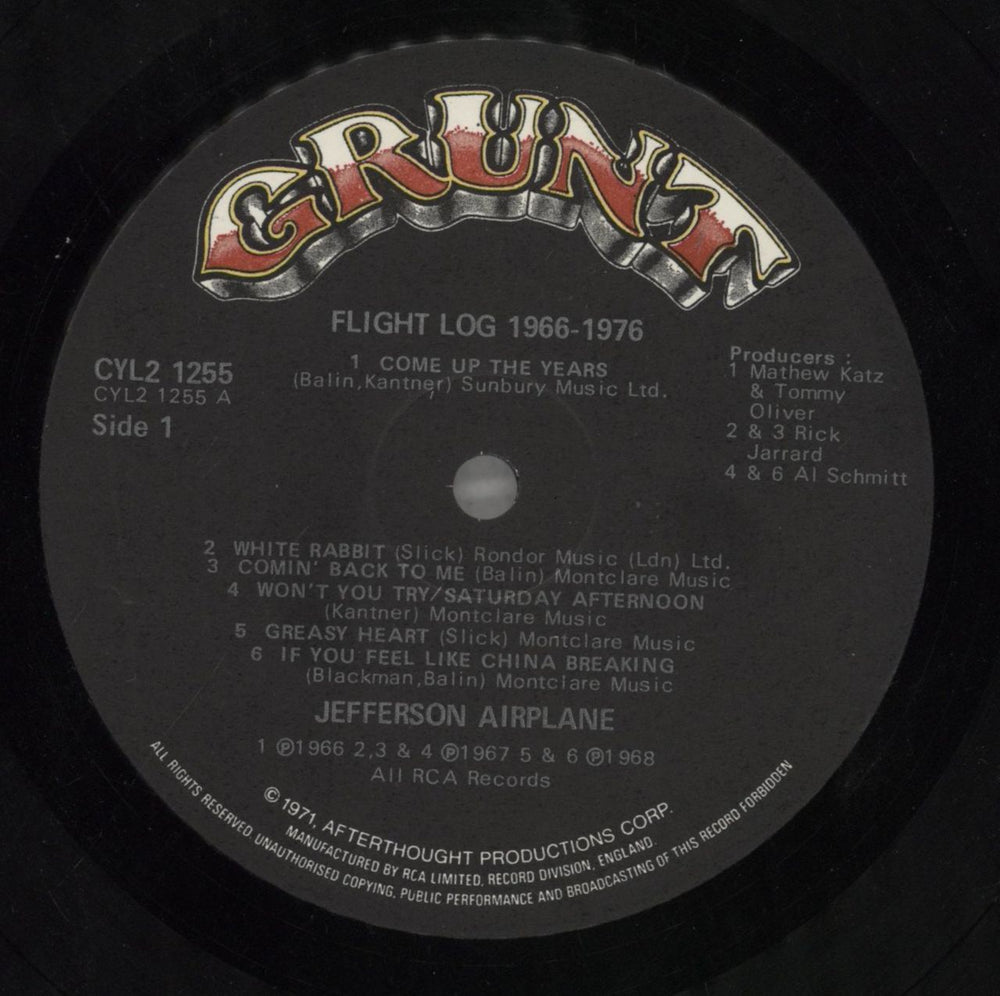 GRUNT
FLIGHT LOG 1966-1976
1 COME UP THE YEARS
(Balin,Kantner) Sunbury Music Ltd.
CYL2 1255
CYL2 1255 A
Side 1
Producers :
1 Mathew Katz
& Tommy
Oliver
2 & 3 Rick
Jarrard
4 & 6 Al Schmitt
2 WHITE RABBIT (Slick) Rondor Music (Ldn) Ltd.
3 COMIN' BACK TO ME (Balin) Montclare Music
4 WON'T YOU TRY/SATURDAY AFTERNOON
(Kantner) Montclare Music
5 GREASY HEART (Slick) Montclare Music
6 IF YOU FEEL LIKE CHINA BREAKING
(Blackman,Balin) Montclare Music
JEFFERSON AIRPLANE
1 ℗1966 2,3 & 4 ℗1967 5 & 6 ℗1968
All RCA Records
© 1971, AFTERTHOUGHT PRODUCTIONS CORP.
MANUFACTURED BY RCA LIMITED, RECORD DIVISION, ENGLAND.
ALL RIGHTS RESERVED. UNAUTHORISED COPYING, PUBLIC PERFORMANCE AND BROADCASTING OF THIS RECORD FORBIDDEN